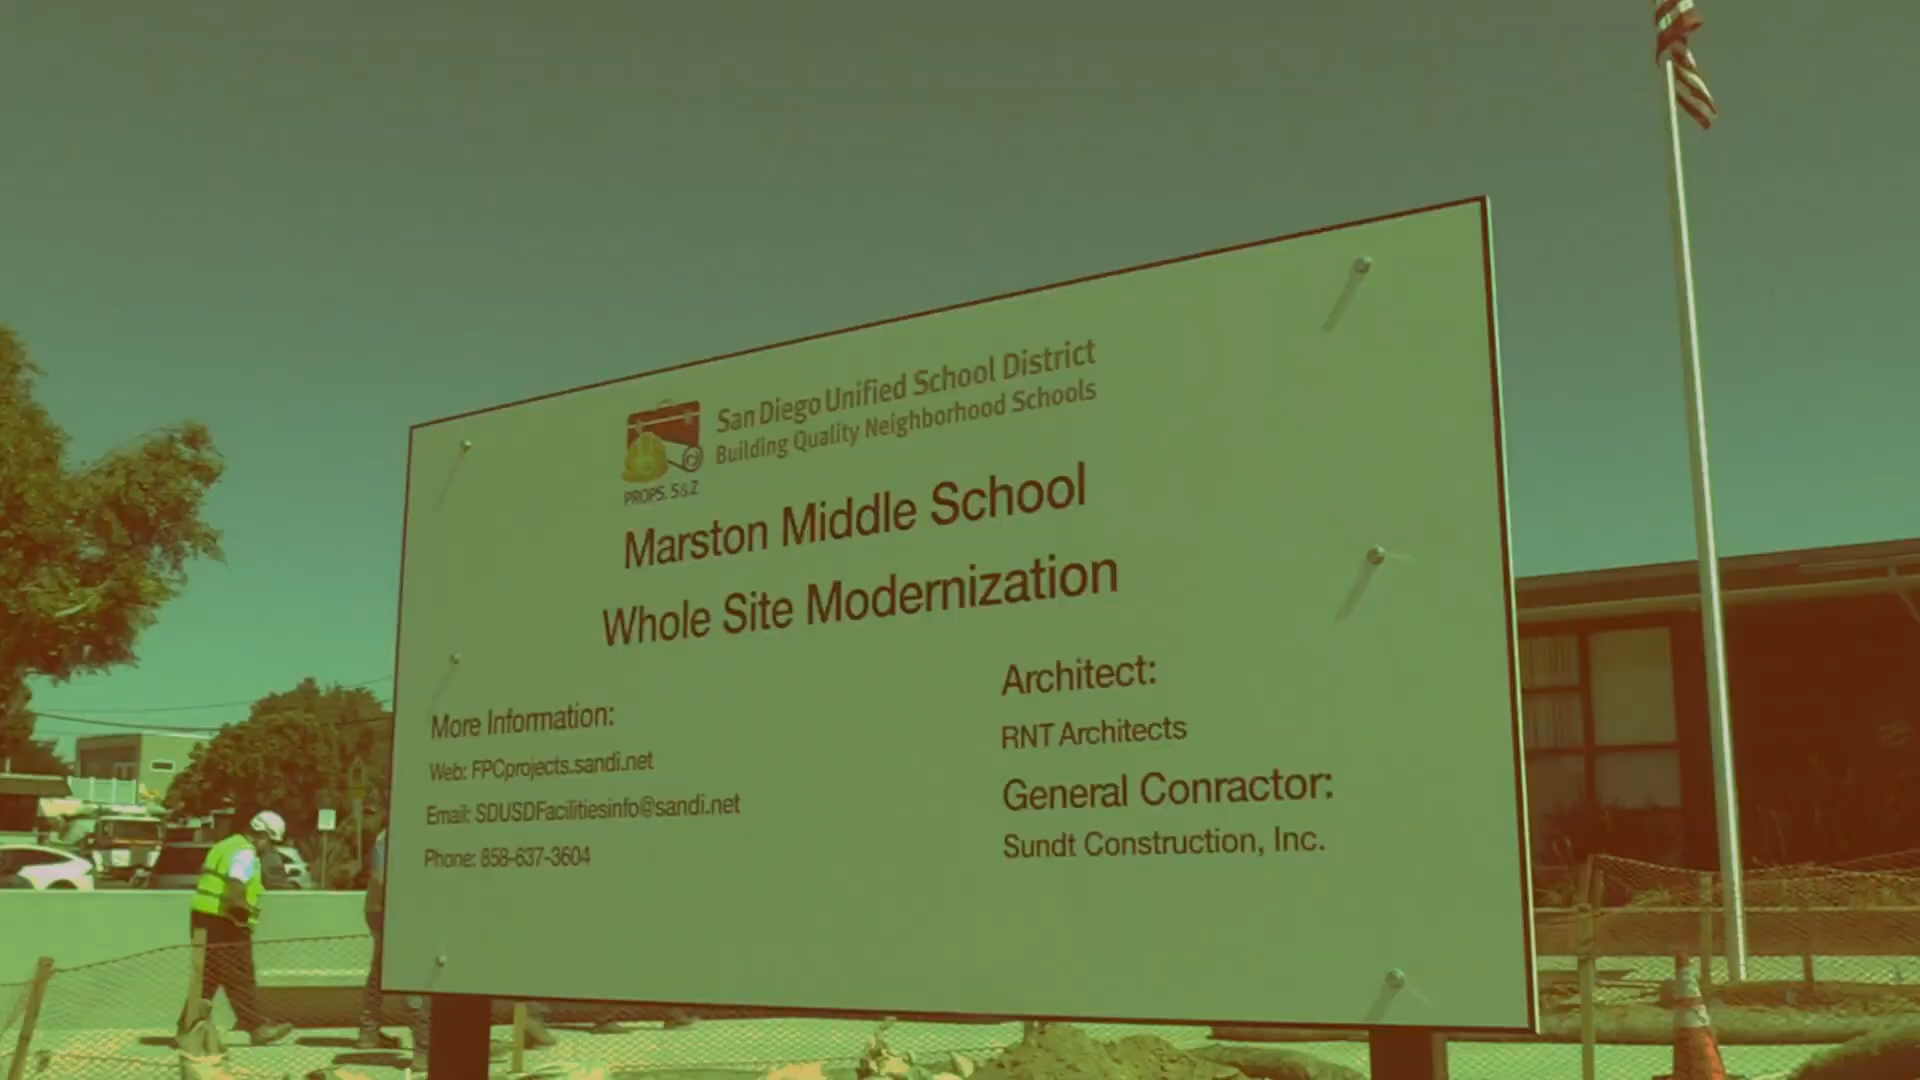 San Diego Unified School District
Building Quality Neighborhood Schools
PROPS. S & Z
Marston Middle School
Whole Site Modernization
More Information:
Web: FPCprojects.sandi.net
Email: SDUSDFacilitiesinfo@sandi.net
Phone: 858-637-3604
Architect:
RNT Architects
General Conractor:
Sundt Construction, Inc.